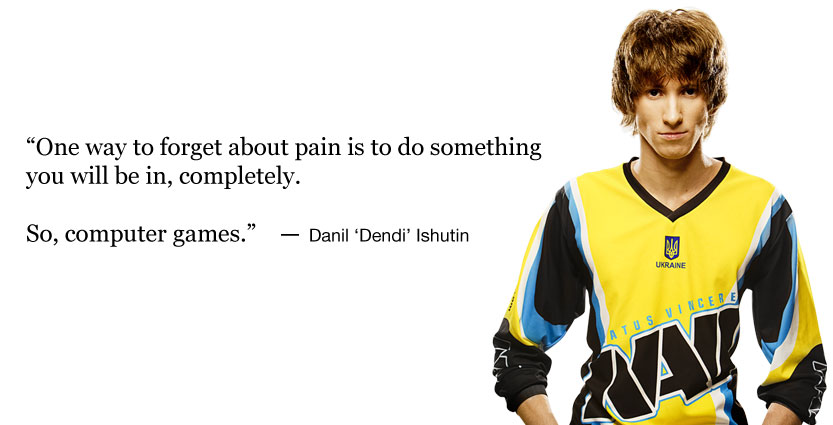 “One way to forget about pain is to do something
you will be in, completely.
So, computer games.” — Danil ‘Dendi’ Ishutin
UKRAINE
ATUS VINCERE
NAVI